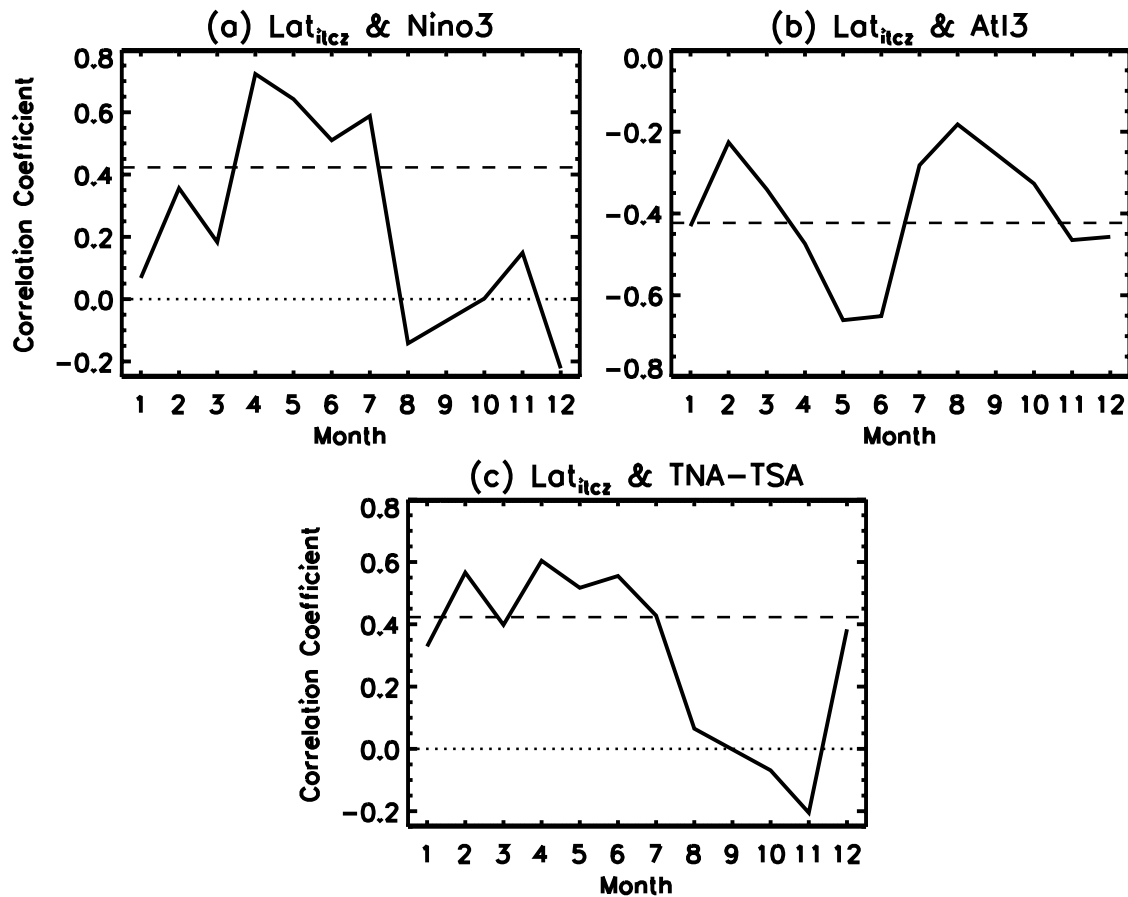 (a) Lat_itcz & Nino3
Correlation Coefficient
0.8
0.6
0.4
0.2
0.0
-0.2
1 2 3 4 5 6 7 8 9 10 11 12
Month
(b) Lat_itcz & Atl3
0.0
-0.2
-0.4
-0.6
-0.8
1 2 3 4 5 6 7 8 9 10 11 12
Month
(c) Lat_itcz & TNA-TSA
Correlation Coefficient
0.8
0.6
0.4
0.2
0.0
-0.2
1 2 3 4 5 6 7 8 9 10 11 12
Month